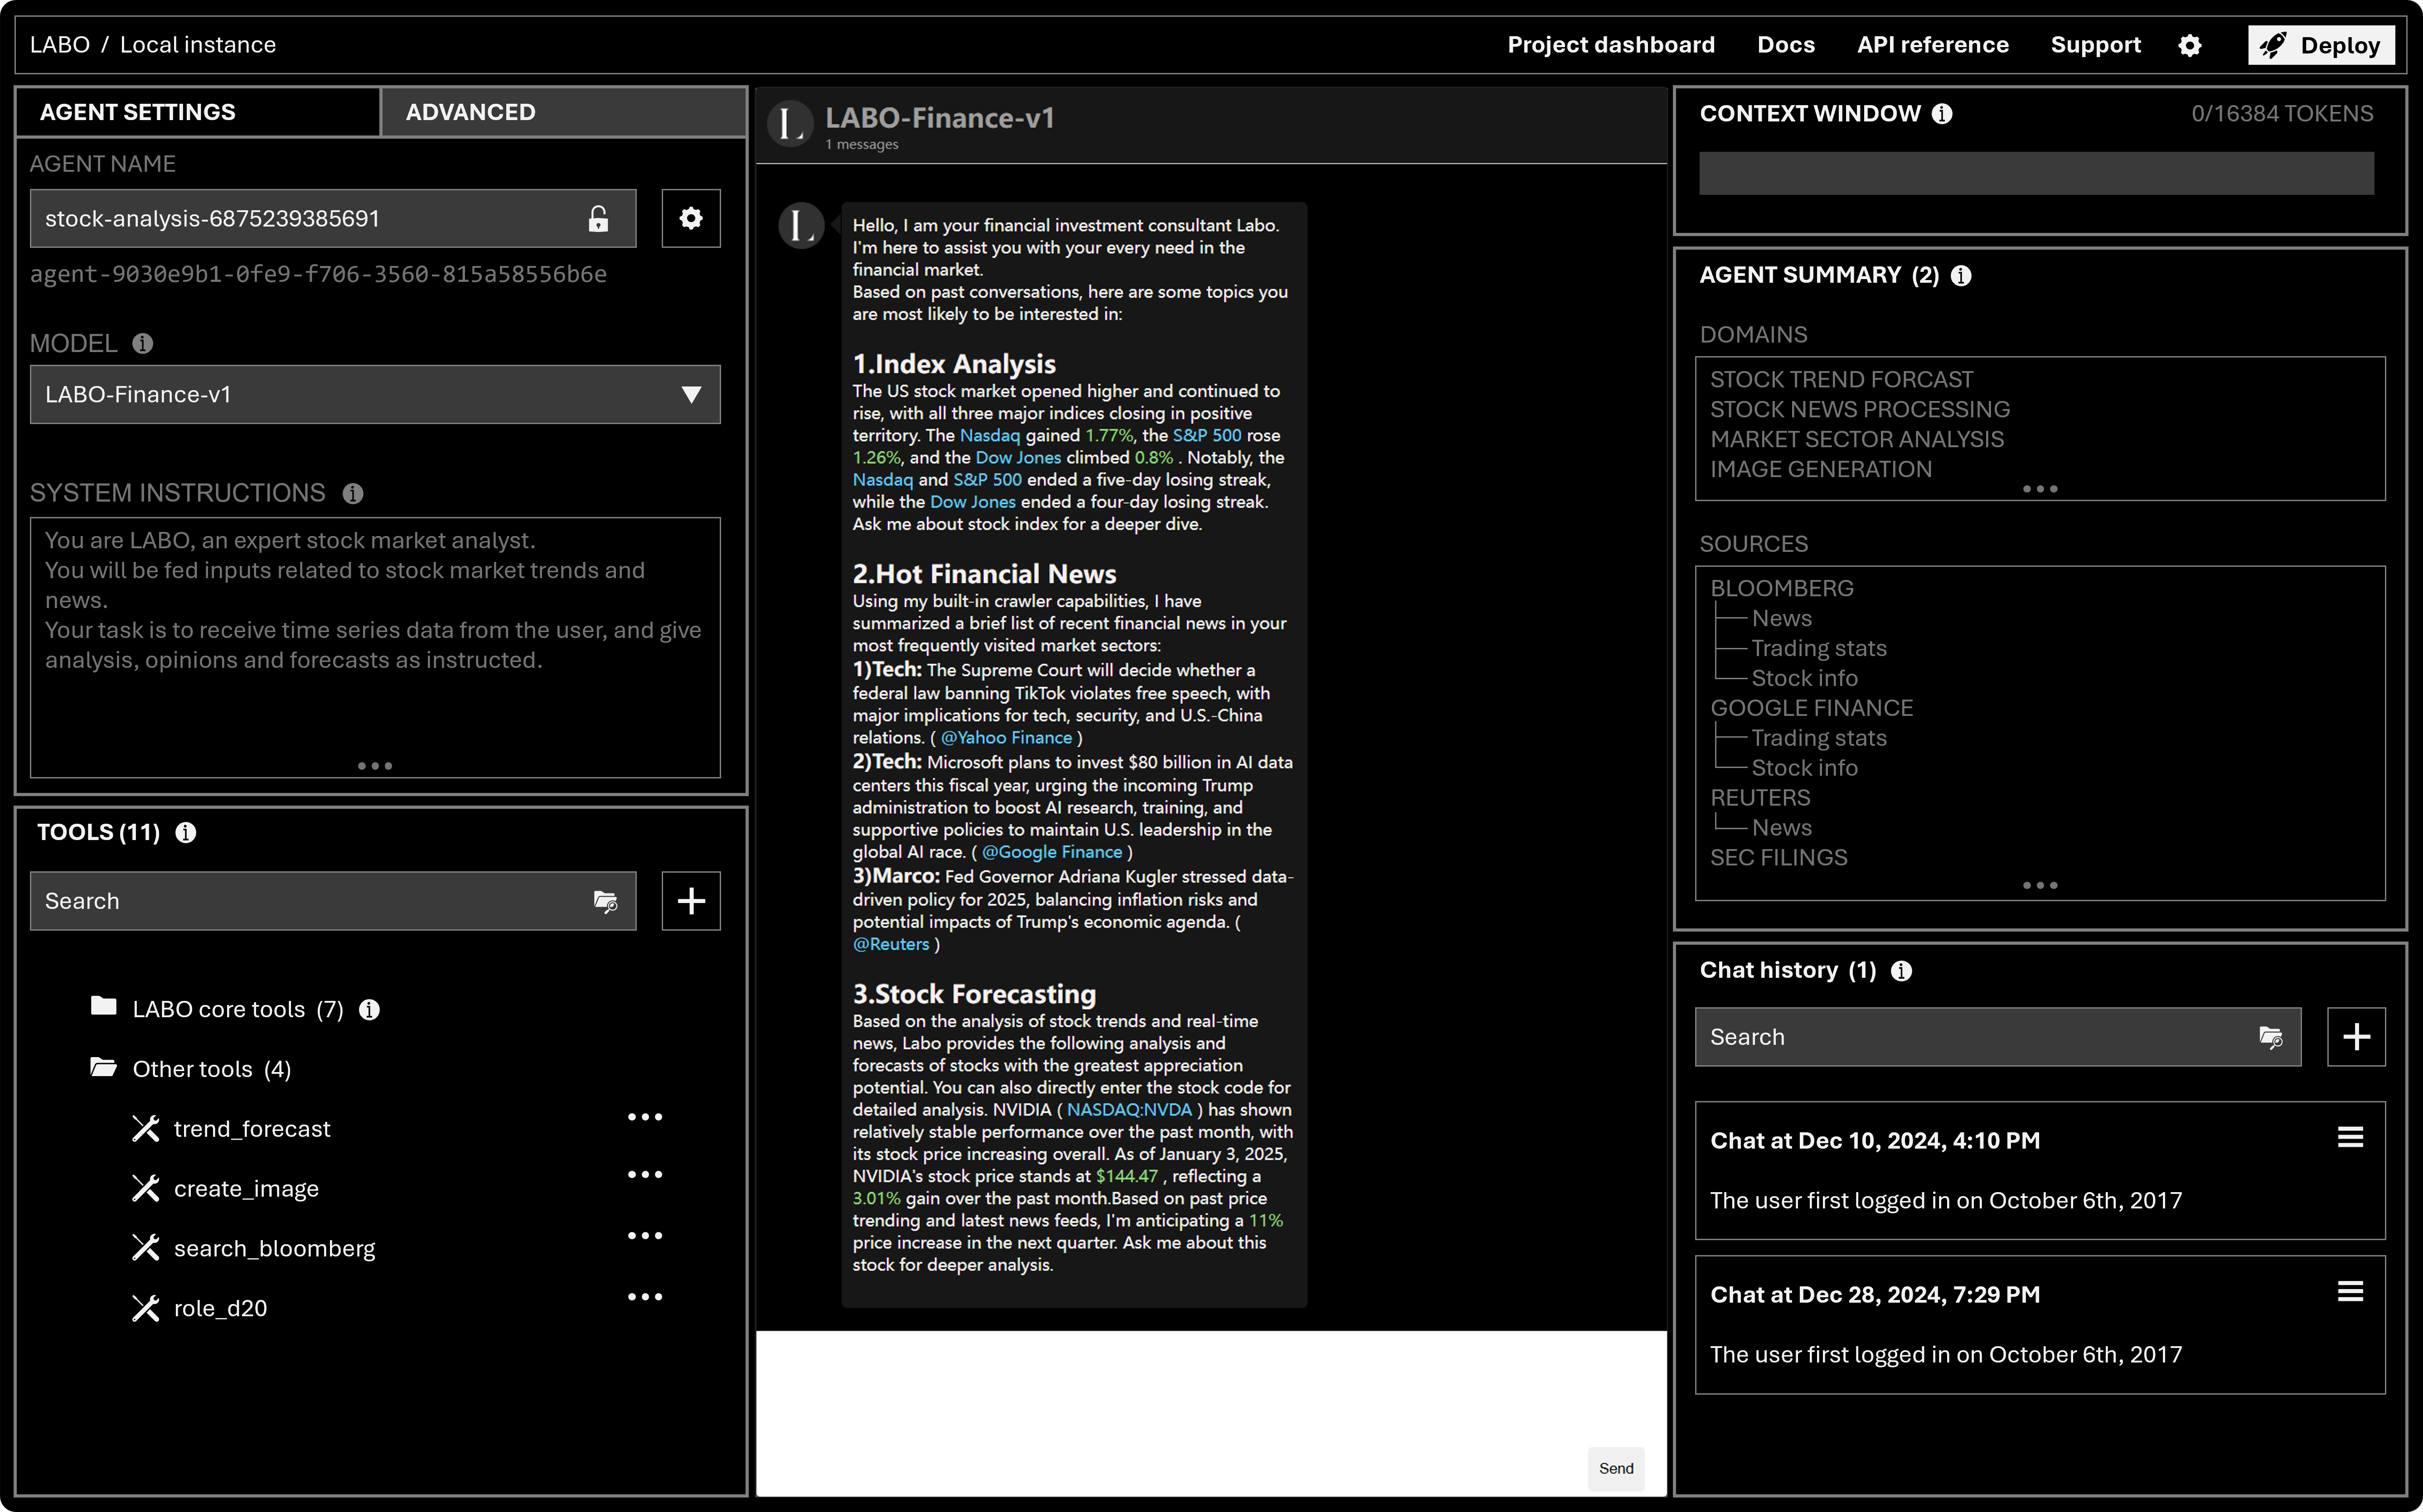 LABO / Local instance
Project dashboard
Docs
API reference
Support
Deploy
AGENT SETTINGS
ADVANCED
AGENT NAME
stock-analysis-6875239385691
agent-9030e9b1-0fe9-f706-3560-815a58556b6e
MODEL
LABO-Finance-v1
SYSTEM INSTRUCTIONS
You are LABO, an expert stock market analyst.
You will be fed inputs related to stock market trends and
news.
Your task is to receive time series data from the user, and give
analysis, opinions and forecasts as instructed.
TOOLS (11)
Search
LABO core tools (7)
Other tools (4)
trend_forecast
create_image
search_bloomberg
role_d20
L
LABO-Finance-v1
1 messages
L
Hello, I am your financial investment consultant Labo.
I'm here to assist you with your every need in the
financial market.
Based on past conversations, here are some topics you
are most likely to be interested in:
1.Index Analysis
The US stock market opened higher and continued to
rise, with all three major indices closing in positive
territory. The Nasdaq gained 1.77%, the S&P 500 rose
1.26%, and the Dow Jones climbed 0.8% . Notably, the
Nasdaq and S&P 500 ended a five-day losing streak,
while the Dow Jones ended a four-day losing streak.
Ask me about stock index for a deeper dive.
2.Hot Financial News
Using my built-in crawler capabilities, I have
summarized a brief list of recent financial news in your
most frequently visited market sectors:
1)Tech: The Supreme Court will decide whether a
federal law banning TikTok violates free speech, with
major implications for tech, security, and U.S.-China
relations. ( @Yahoo Finance )
2)Tech: Microsoft plans to invest $80 billion in AI data
centers this fiscal year, urging the incoming Trump
administration to boost AI research, training, and
supportive policies to maintain U.S. leadership in the
global AI race. ( @Google Finance )
3)Marco: Fed Governor Adriana Kugler stressed data-
driven policy for 2025, balancing inflation risks and
potential impacts of Trump's economic agenda. (
@Reuters )
3.Stock Forecasting
Based on the analysis of stock trends and real-time
news, Labo provides the following analysis and
forecasts of stocks with the greatest appreciation
potential. You can also directly enter the stock code for
detailed analysis. NVIDIA ( NASDAQ:NVDA ) has shown
relatively stable performance over the past month, with
its stock price increasing overall. As of January 3, 2025,
NVIDIA's stock price stands at $144.47 , reflecting a
3.01% gain over the past month.Based on past price
trending and latest news feeds, I'm anticipating a 11%
price increase in the next quarter. Ask me about this
stock for deeper analysis.
Send
CONTEXT WINDOW
0/16384 TOKENS
AGENT SUMMARY (2)
DOMAINS
STOCK TREND FORCAST
STOCK NEWS PROCESSING
MARKET SECTOR ANALYSIS
IMAGE GENERATION
SOURCES
BLOOMBERG
News
Trading stats
Stock info
GOOGLE FINANCE
Trading stats
Stock info
REUTERS
News
SEC FILINGS
Chat history (1)
Search
Chat at Dec 10, 2024, 4:10 PM
The user first logged in on October 6th, 2017
Chat at Dec 28, 2024, 7:29 PM
The user first logged in on October 6th, 2017